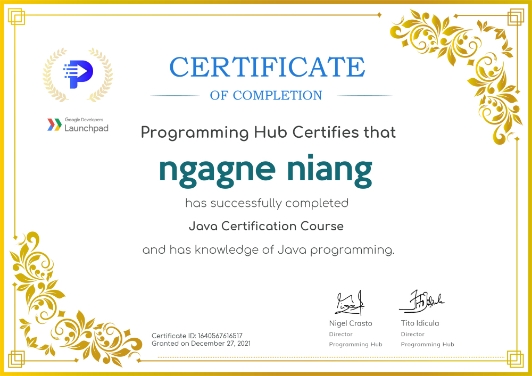 CERTIFICATE
OF COMPLETION
Google Developers
Launchpad
Programming Hub Certifies that
ngagne niang
has successfully completed
Java Certification Course
and has knowledge of Java programming.
Nigel Crasto
Director
Programming Hub
Tito Idicula
Director
Programming Hub
Certificate ID: 1640567616517
Granted on December 27, 2021